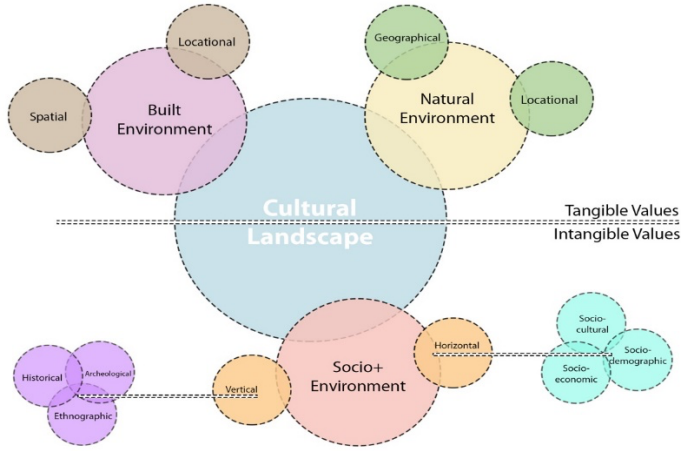 Locational
Spatial
Built
Environment
Geographical
Natural
Environment
Locational
Cultural
Landscape
Tangible Values
Intangible Values
Historical
Archeological
Ethnographic
Vertical
Socio+
Environment
Horizontal
Socio-
cultural
Socio-
demographic
Socio-
economic